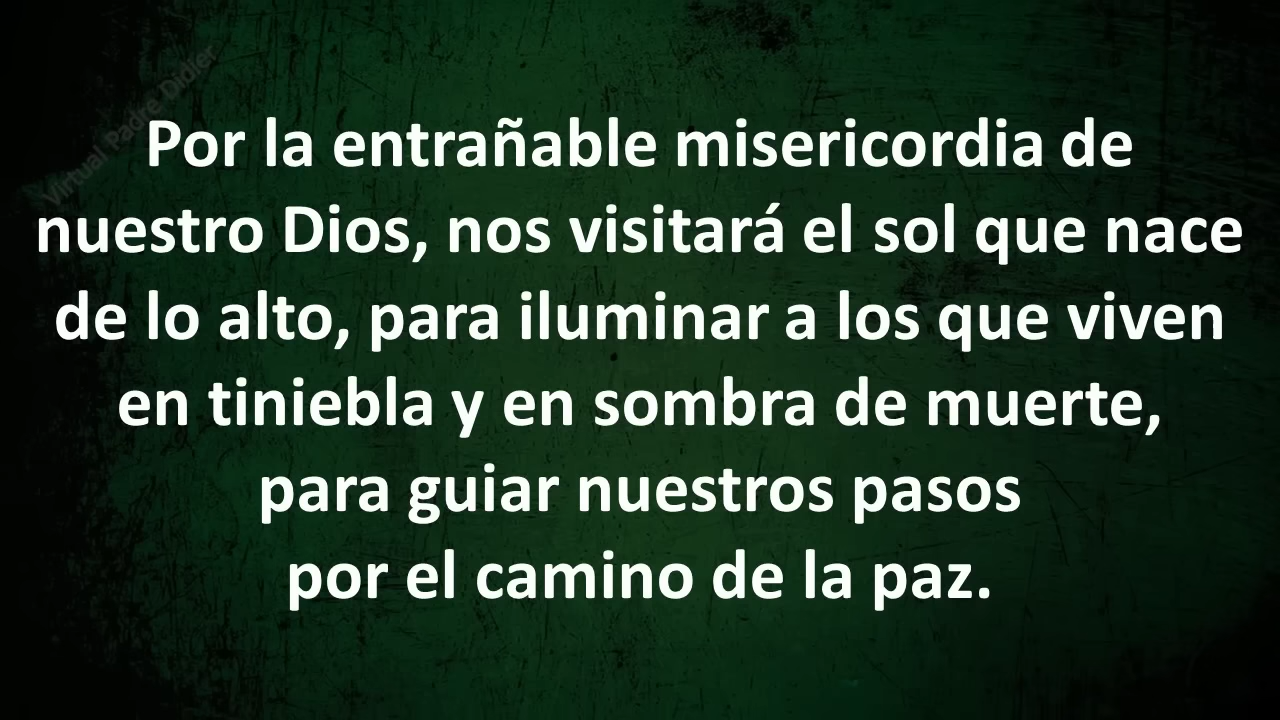 Virtual Padre Didier
Por la entrañable misericordia de
nuestro Dios, nos visitará el sol que nace
de lo alto, para iluminar a los que viven
en tiniebla y en sombra de muerte,
para guiar nuestros pasos
por el camino de la paz.